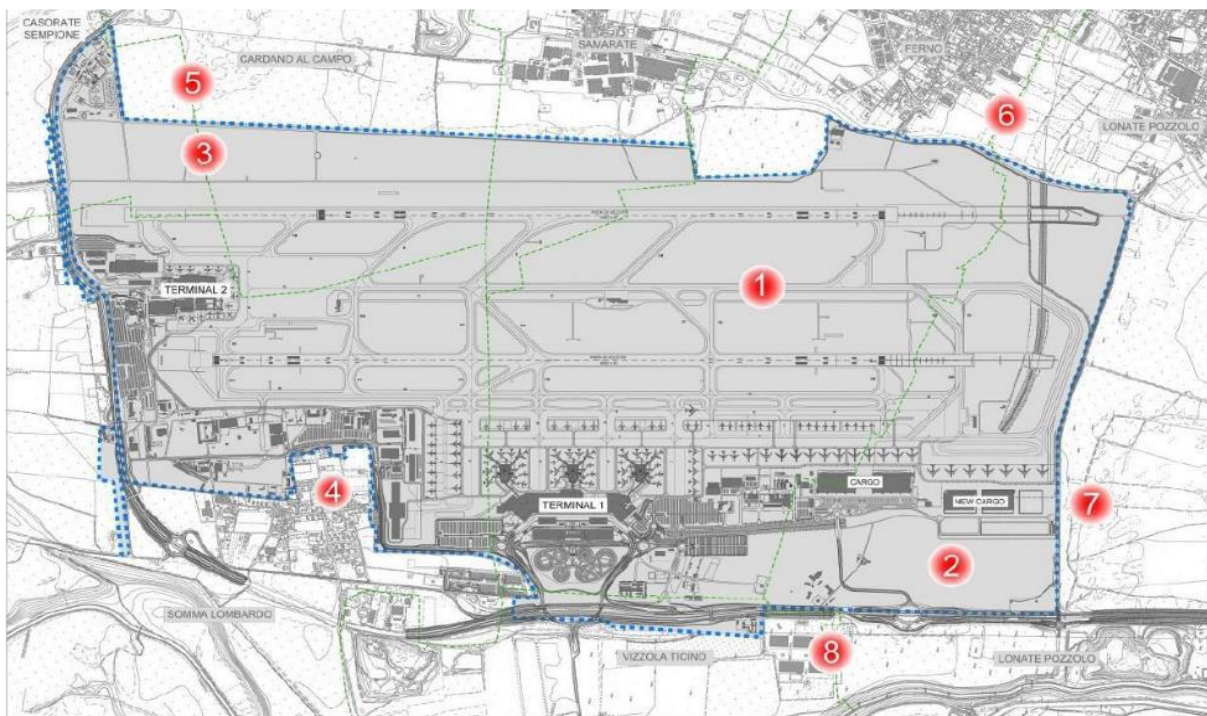 CASORATE
SEMPIONE
CARDANO AL CAMPO
SAMARATE
FERNO
5
6
LONATE POZZOLO
3
TERMINAL 2
1
4
CARGO
TERMINAL 1
NEW CARGO
7
2
SOMMA LOMBARDO
VIZZOLA TICINO
8
LONATE POZZOLO